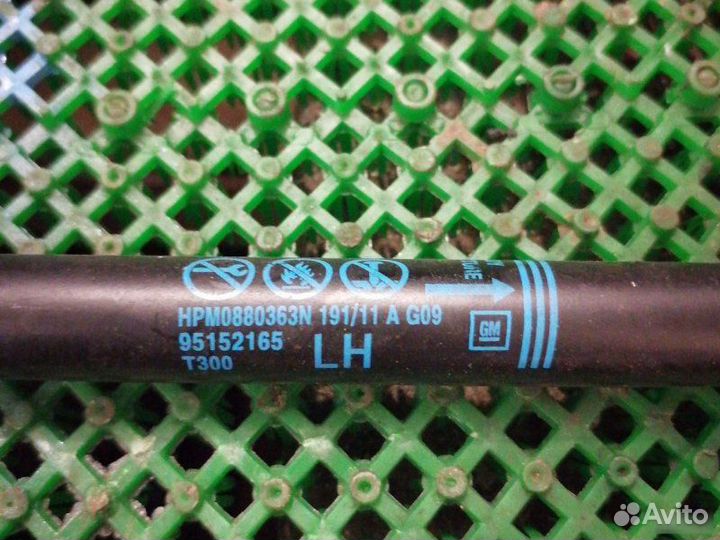 HPM0880363N 191/11 A G09
95152165
LH
T300
GM
Avito